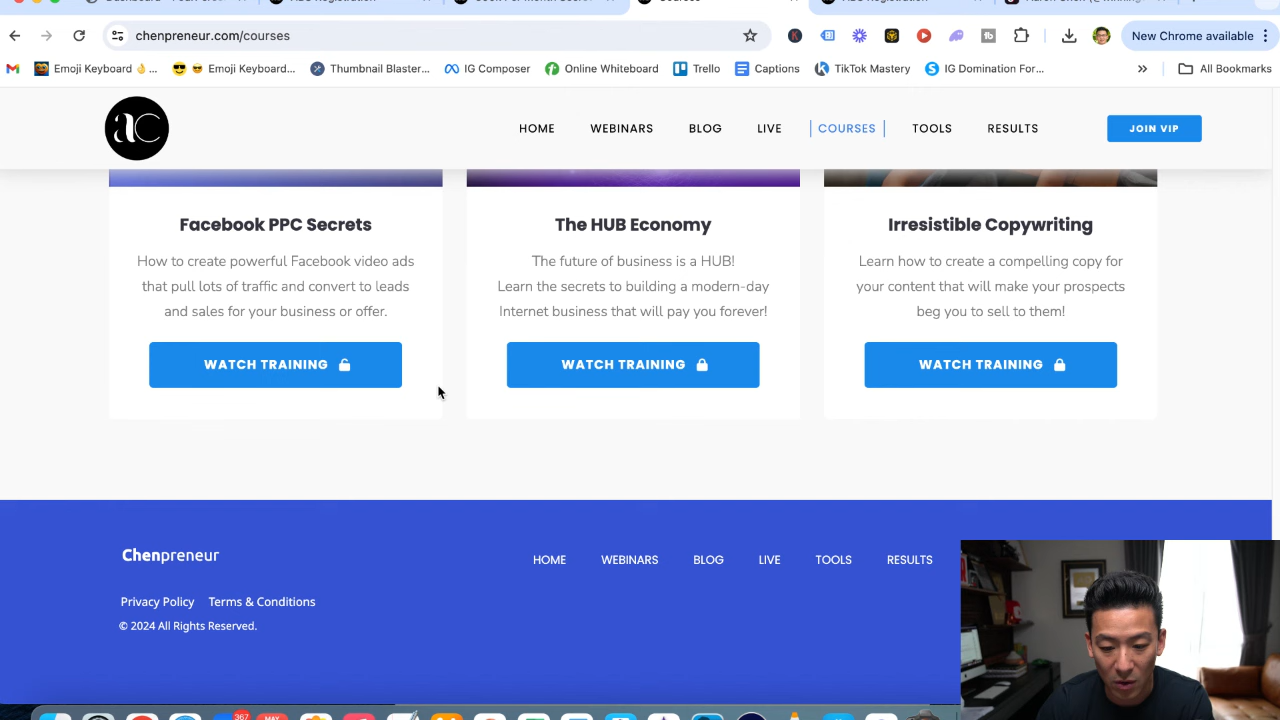 chenpreneur.com/courses
New Chrome available
Emoji Keyboard 👌...
Emoji Keyboard...
Thumbnail Blaster...
IG Composer
Online Whiteboard
Trello
Captions
TikTok Mastery
IG Domination For...
»
All Bookmarks
ac
HOME
WEBINARS
BLOG
LIVE
COURSES
TOOLS
RESULTS
JOIN VIP
Facebook PPC Secrets
How to create powerful Facebook video ads
that pull lots of traffic and convert to leads
and sales for your business or offer.
WATCH TRAINING
The HUB Economy
The future of business is a HUB!
Learn the secrets to building a modern-day
Internet business that will pay you forever!
WATCH TRAINING
Irresistible Copywriting
Learn how to create a compelling copy for
your content that will make your prospects
beg you to sell to them!
WATCH TRAINING
Chenpreneur
HOME
WEBINARS
BLOG
LIVE
TOOLS
RESULTS
Privacy Policy
Terms & Conditions
© 2024 All Rights Reserved.
367
MAY